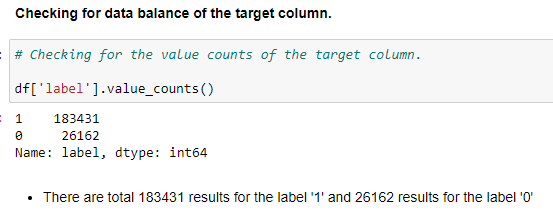 Checking for data balance of the target column.
# Checking for the value counts of the target column.
df['label'].value_counts()
1    183431
0     26162
Name: label, dtype: int64
• There are total 183431 results for the label '1' and 26162 results for the label '0'